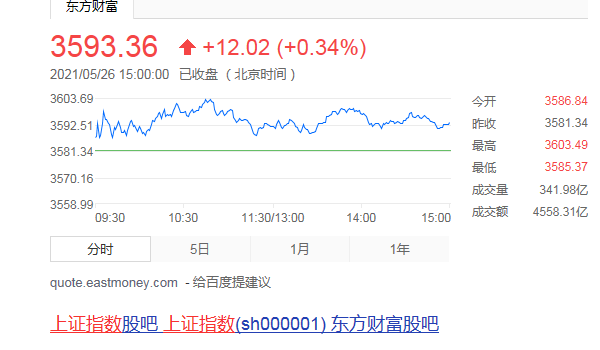 东方财富
3593.36 +12.02 (+0.34%)
2021/05/26 15:00:00 已收盘 ( 北京时间 )
3603.69
3592.51
3581.34
3570.16
3558.99
09:30 10:30 11:30/13:00 14:00 15:00
今开 3586.84
昨收 3581.34
最高 3603.49
最低 3585.37
成交量 341.98亿
成交额 4558.31亿
分时 5日 1月 1年
quote.eastmoney.com - 给百度提建议
上证指数股吧 上证指数(sh000001) 东方财富股吧